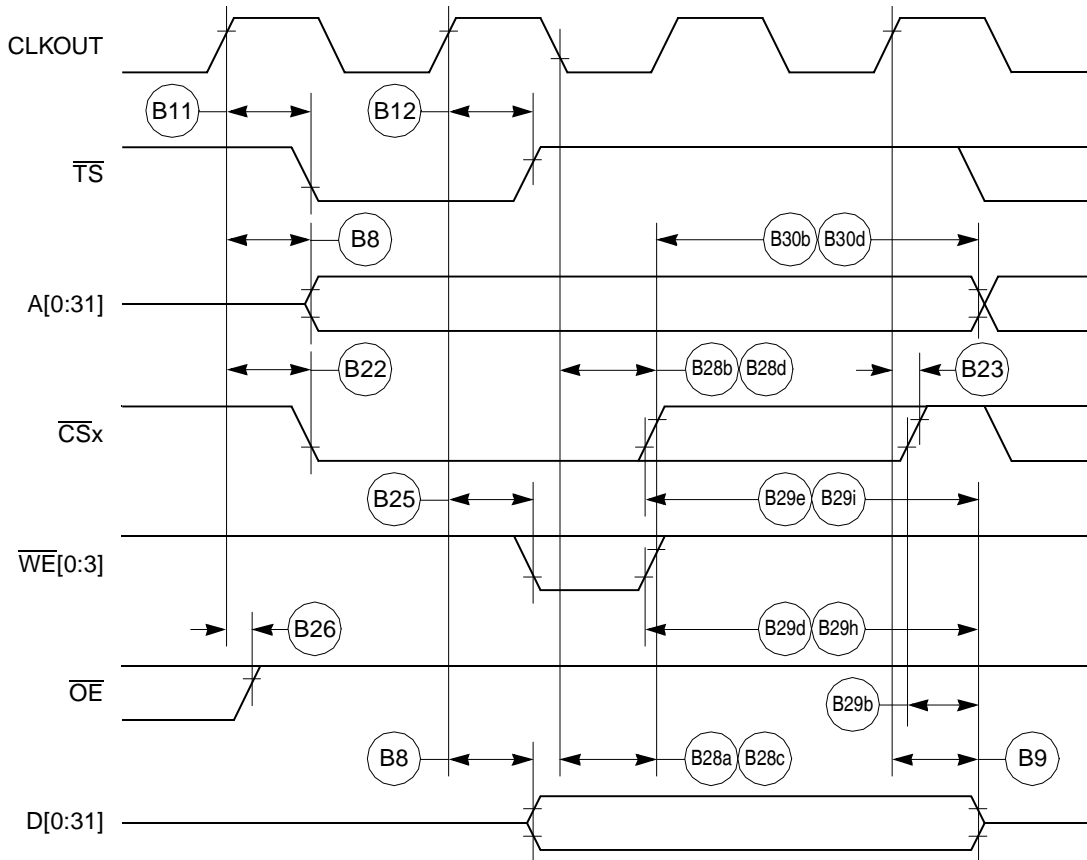 CLKOUT
B11 B12
TS
B8 B30b B30d
A[0:31]
B22 B28b B28d B23
CSx
B25 B29e B29i
WE[0:3]
B26 B29d B29h
OE
B29b
B8 B28a B28c B9
D[0:31]